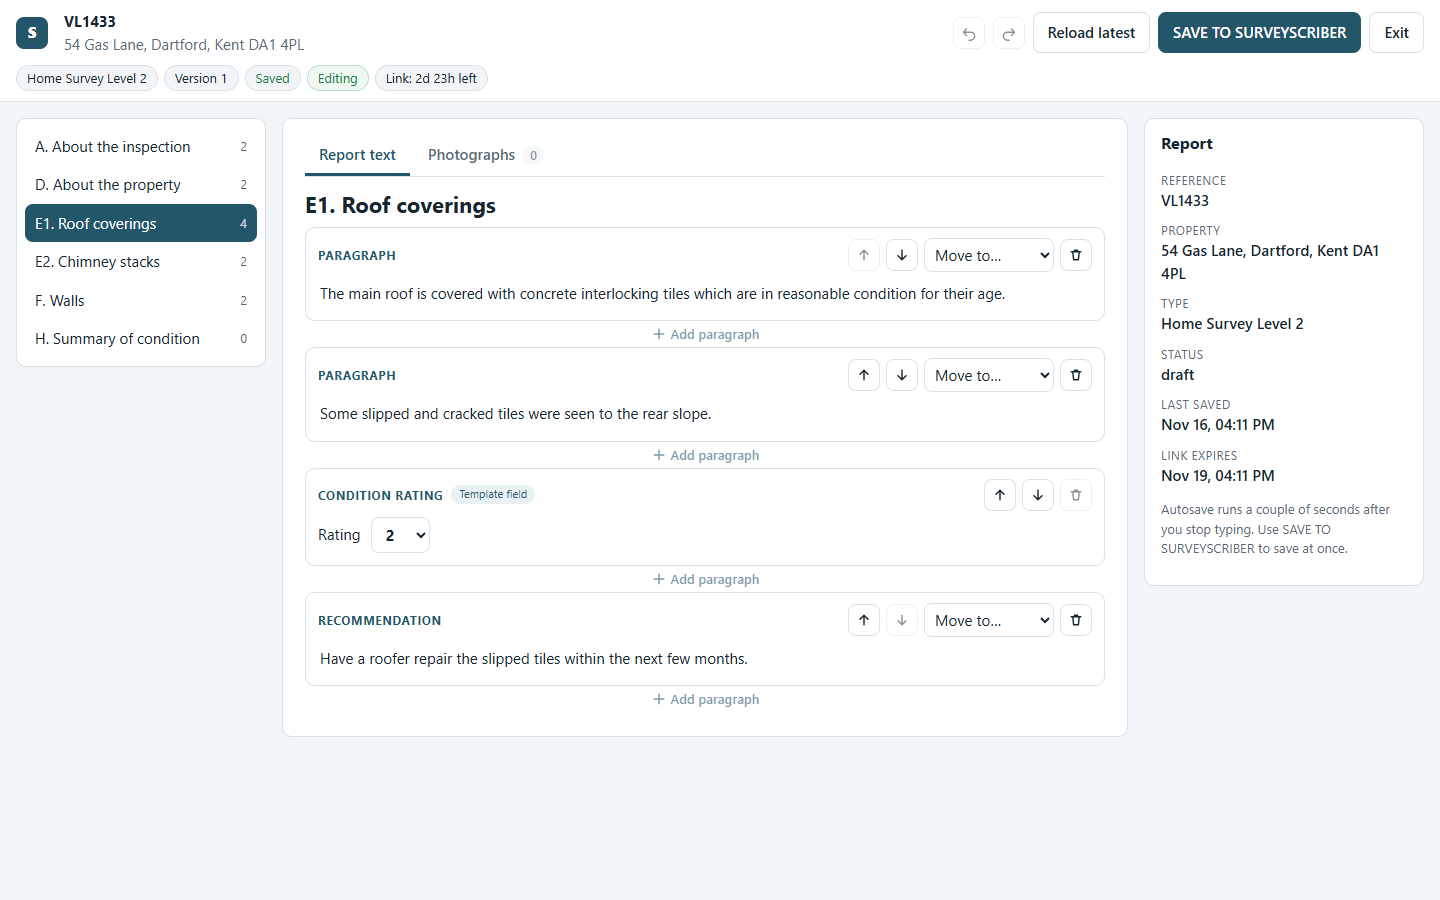 S
VL1433
54 Gas Lane, Dartford, Kent DA1 4PL
Reload latest
SAVE TO SURVEYSCRIBER
Exit
Home Survey Level 2
Version 1
Saved
Editing
Link: 2d 23h left
A. About the inspection 2
D. About the property 2
E1. Roof coverings 4
E2. Chimney stacks 2
F. Walls 2
H. Summary of condition 0
Report text
Photographs 0
E1. Roof coverings
PARAGRAPH
Move to...
The main roof is covered with concrete interlocking tiles which are in reasonable condition for their age.
+ Add paragraph
PARAGRAPH
Move to...
Some slipped and cracked tiles were seen to the rear slope.
+ Add paragraph
CONDITION RATING Template field
Rating 2
+ Add paragraph
RECOMMENDATION
Move to...
Have a roofer repair the slipped tiles within the next few months.
+ Add paragraph
Report
REFERENCE
VL1433
PROPERTY
54 Gas Lane, Dartford, Kent DA1
4PL
TYPE
Home Survey Level 2
STATUS
draft
LAST SAVED
Nov 16, 04:11 PM
LINK EXPIRES
Nov 19, 04:11 PM
Autosave runs a couple of seconds after
you stop typing. Use SAVE TO
SURVEYSCRIBER to save at once.